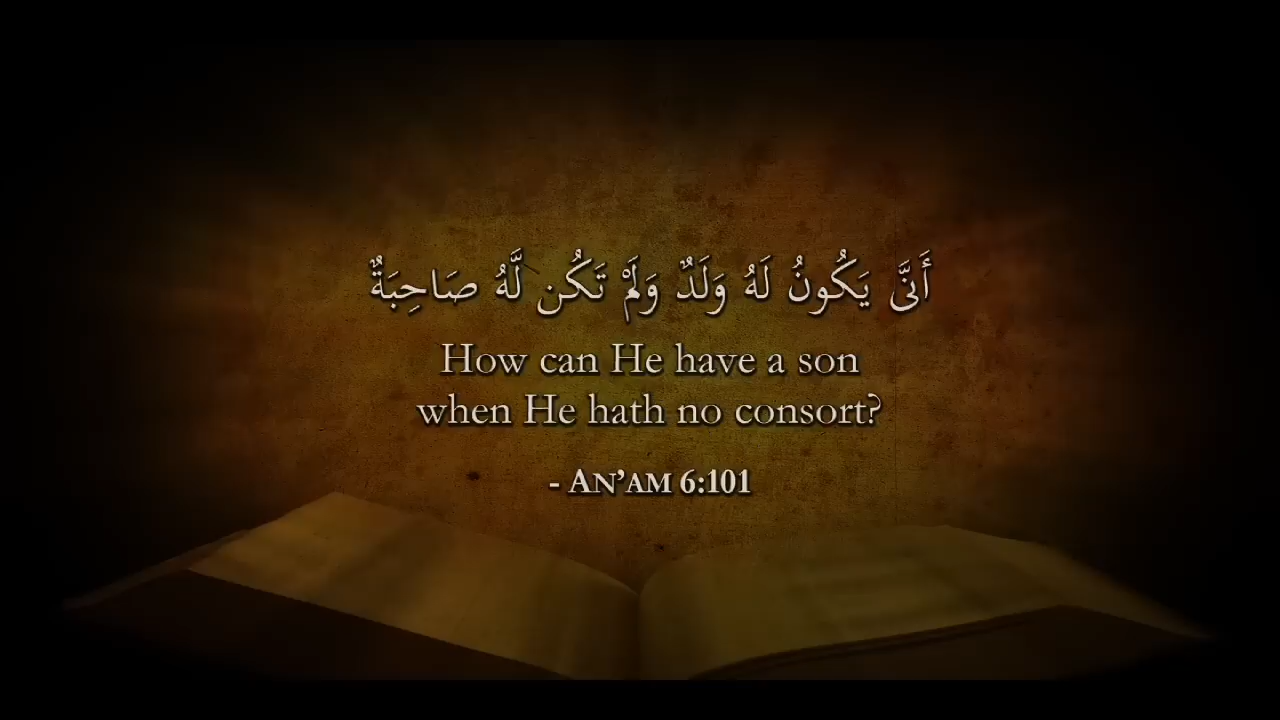 أَنَّىٰ يَكُونُ لَهُ وَلَدٌ وَلَمْ تَكُن لَّهُ صَاحِبَةٌ
How can He have a son
when He hath no consort?
- AN’AM 6:101